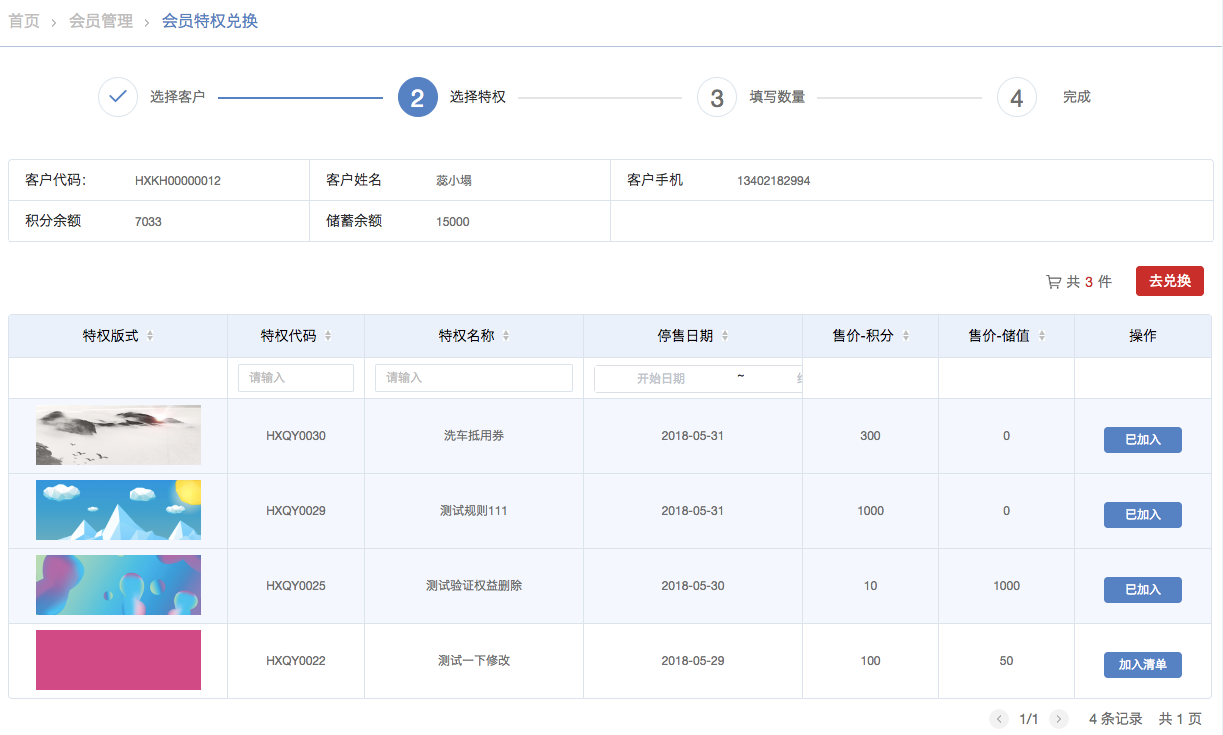 首页 > 会员管理 > 会员特权兑换
选择客户 2 选择特权 3 填写数量 4 完成
客户代码: HXKH00000012 客户姓名 蕊小塌 客户手机 13402182994
积分余额 7033 储蓄余额 15000
共 3 件 去兑换
特权版式 特权代码 特权名称 停售日期 售价-积分 售价-储值 操作
请输入 请输入 开始日期 ~
HXQY0030 洗车抵用券 2018-05-31 300 0 已加入
HXQY0029 测试规则111 2018-05-31 1000 0 已加入
HXQY0025 测试验证权益删除 2018-05-30 10 1000 已加入
HXQY0022 测试一下修改 2018-05-29 100 50 加入清单
< 1/1 > 4 条记录 共 1 页